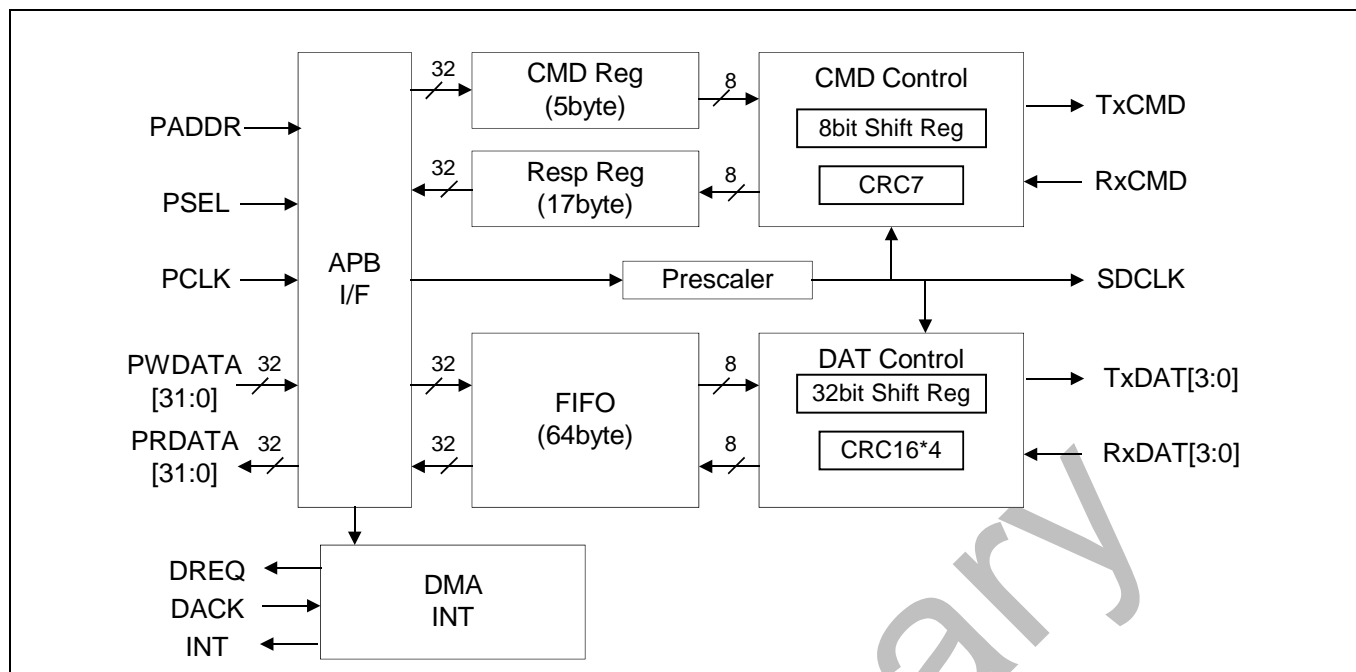 PADDR
PSEL
PCLK
PWDATA
[31:0]
32
PRDATA
[31:0]
32
APB
I/F
32
CMD Reg
(5byte)
8
32
Resp Reg
(17byte)
8
CMD Control
8bit Shift Reg
CRC7
TxCMD
RxCMD
Prescaler
SDCLK
32
32
FIFO
(64byte)
8
8
DAT Control
32bit Shift Reg
CRC16*4
TxDAT[3:0]
RxDAT[3:0]
DREQ
DACK
INT
DMA
INT
ary